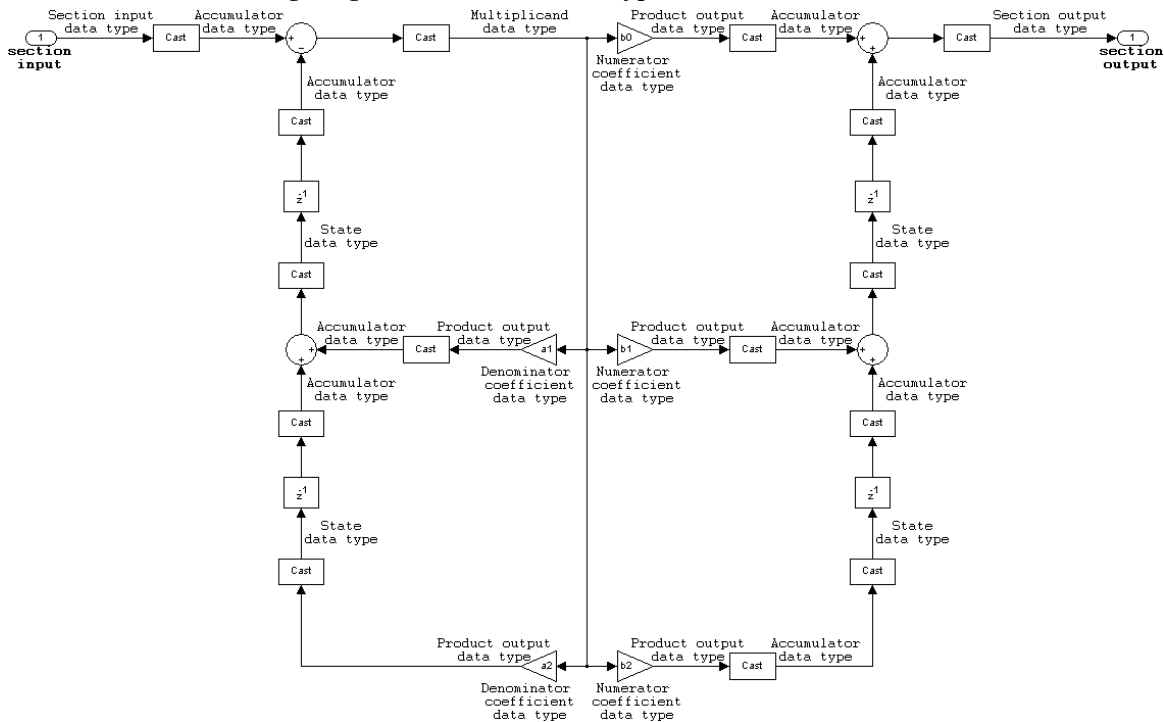 Section input
data type
Accumulator
data type
Multiplicand
data type
Product output
data type
Accumulator
data type
Section output
data type
1
section
input
Cast
+
−
Cast
b0
Cast
+
+
Cast
1
section
output
Numerator
coefficient
data type
Accumulator
data type
Accumulator
data type
Cast
Cast
z-1
z-1
State
data type
State
data type
Cast
Cast
Accumulator
data type
Product output
data type
Product output
data type
Accumulator
data type
+
+
Cast
a1
b1
Cast
+
+
Denominator
coefficient
data type
Numerator
coefficient
data type
Accumulator
data type
Accumulator
data type
Cast
Cast
z-1
z-1
State
data type
State
data type
Cast
Cast
Product output
data type
Product output
data type
Accumulator
data type
a2
b2
Cast
Denominator
coefficient
data type
Numerator
coefficient
data type